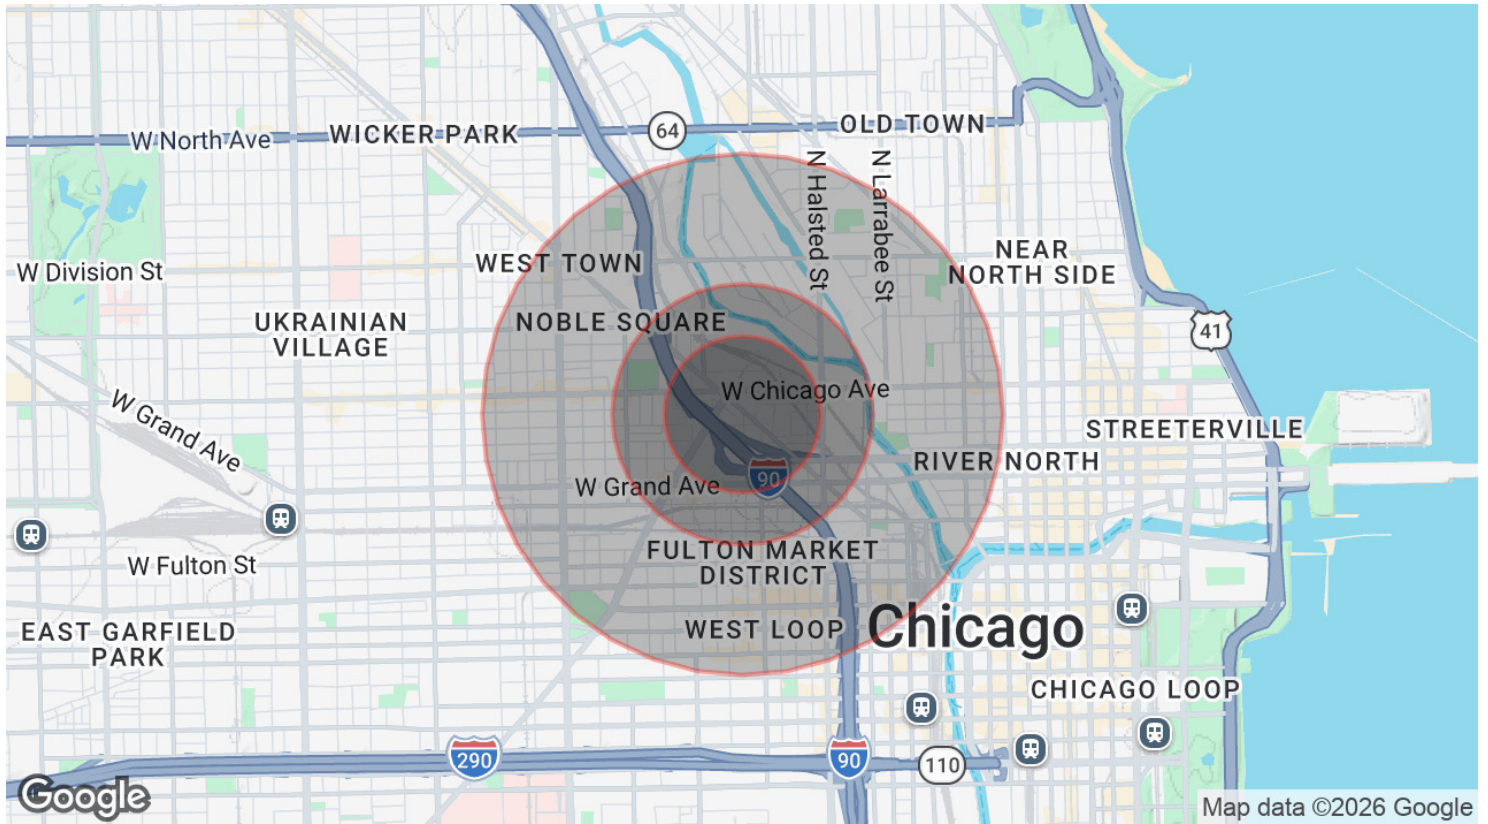 OLD TOWN
64
W North Ave
WICKER PARK
N Halsted St
N Larrabee St
NEAR
NORTH SIDE
WEST TOWN
W Division St
UKRAINIAN
VILLAGE
NOBLE SQUARE
41
W Chicago Ave
W Grand Ave
STREETERVILLE
RIVER NORTH
90
W Grand Ave
FULTON MARKET
DISTRICT
W Fulton St
EAST GARFIELD
PARK
WEST LOOP
Chicago
CHICAGO LOOP
290
90
110
Google
Map data ©2026 Google